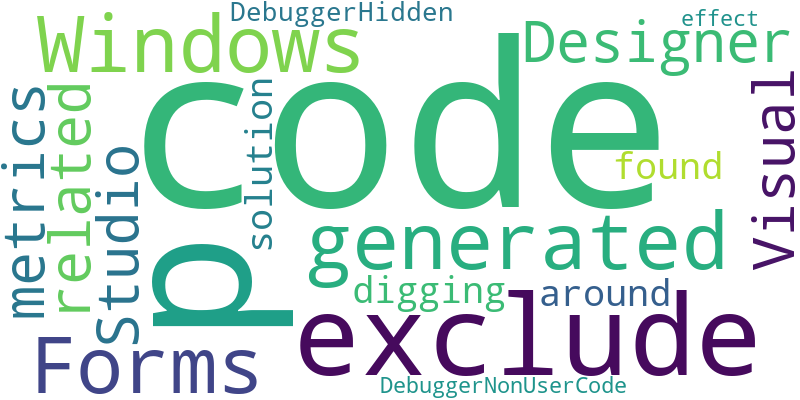 DebuggerHidden
effect
Windows
Designer
code
Visual
metrics
related
studio
solution
found
p
generated
digging
around
exclude
Forms
DebuggerNonUserCode